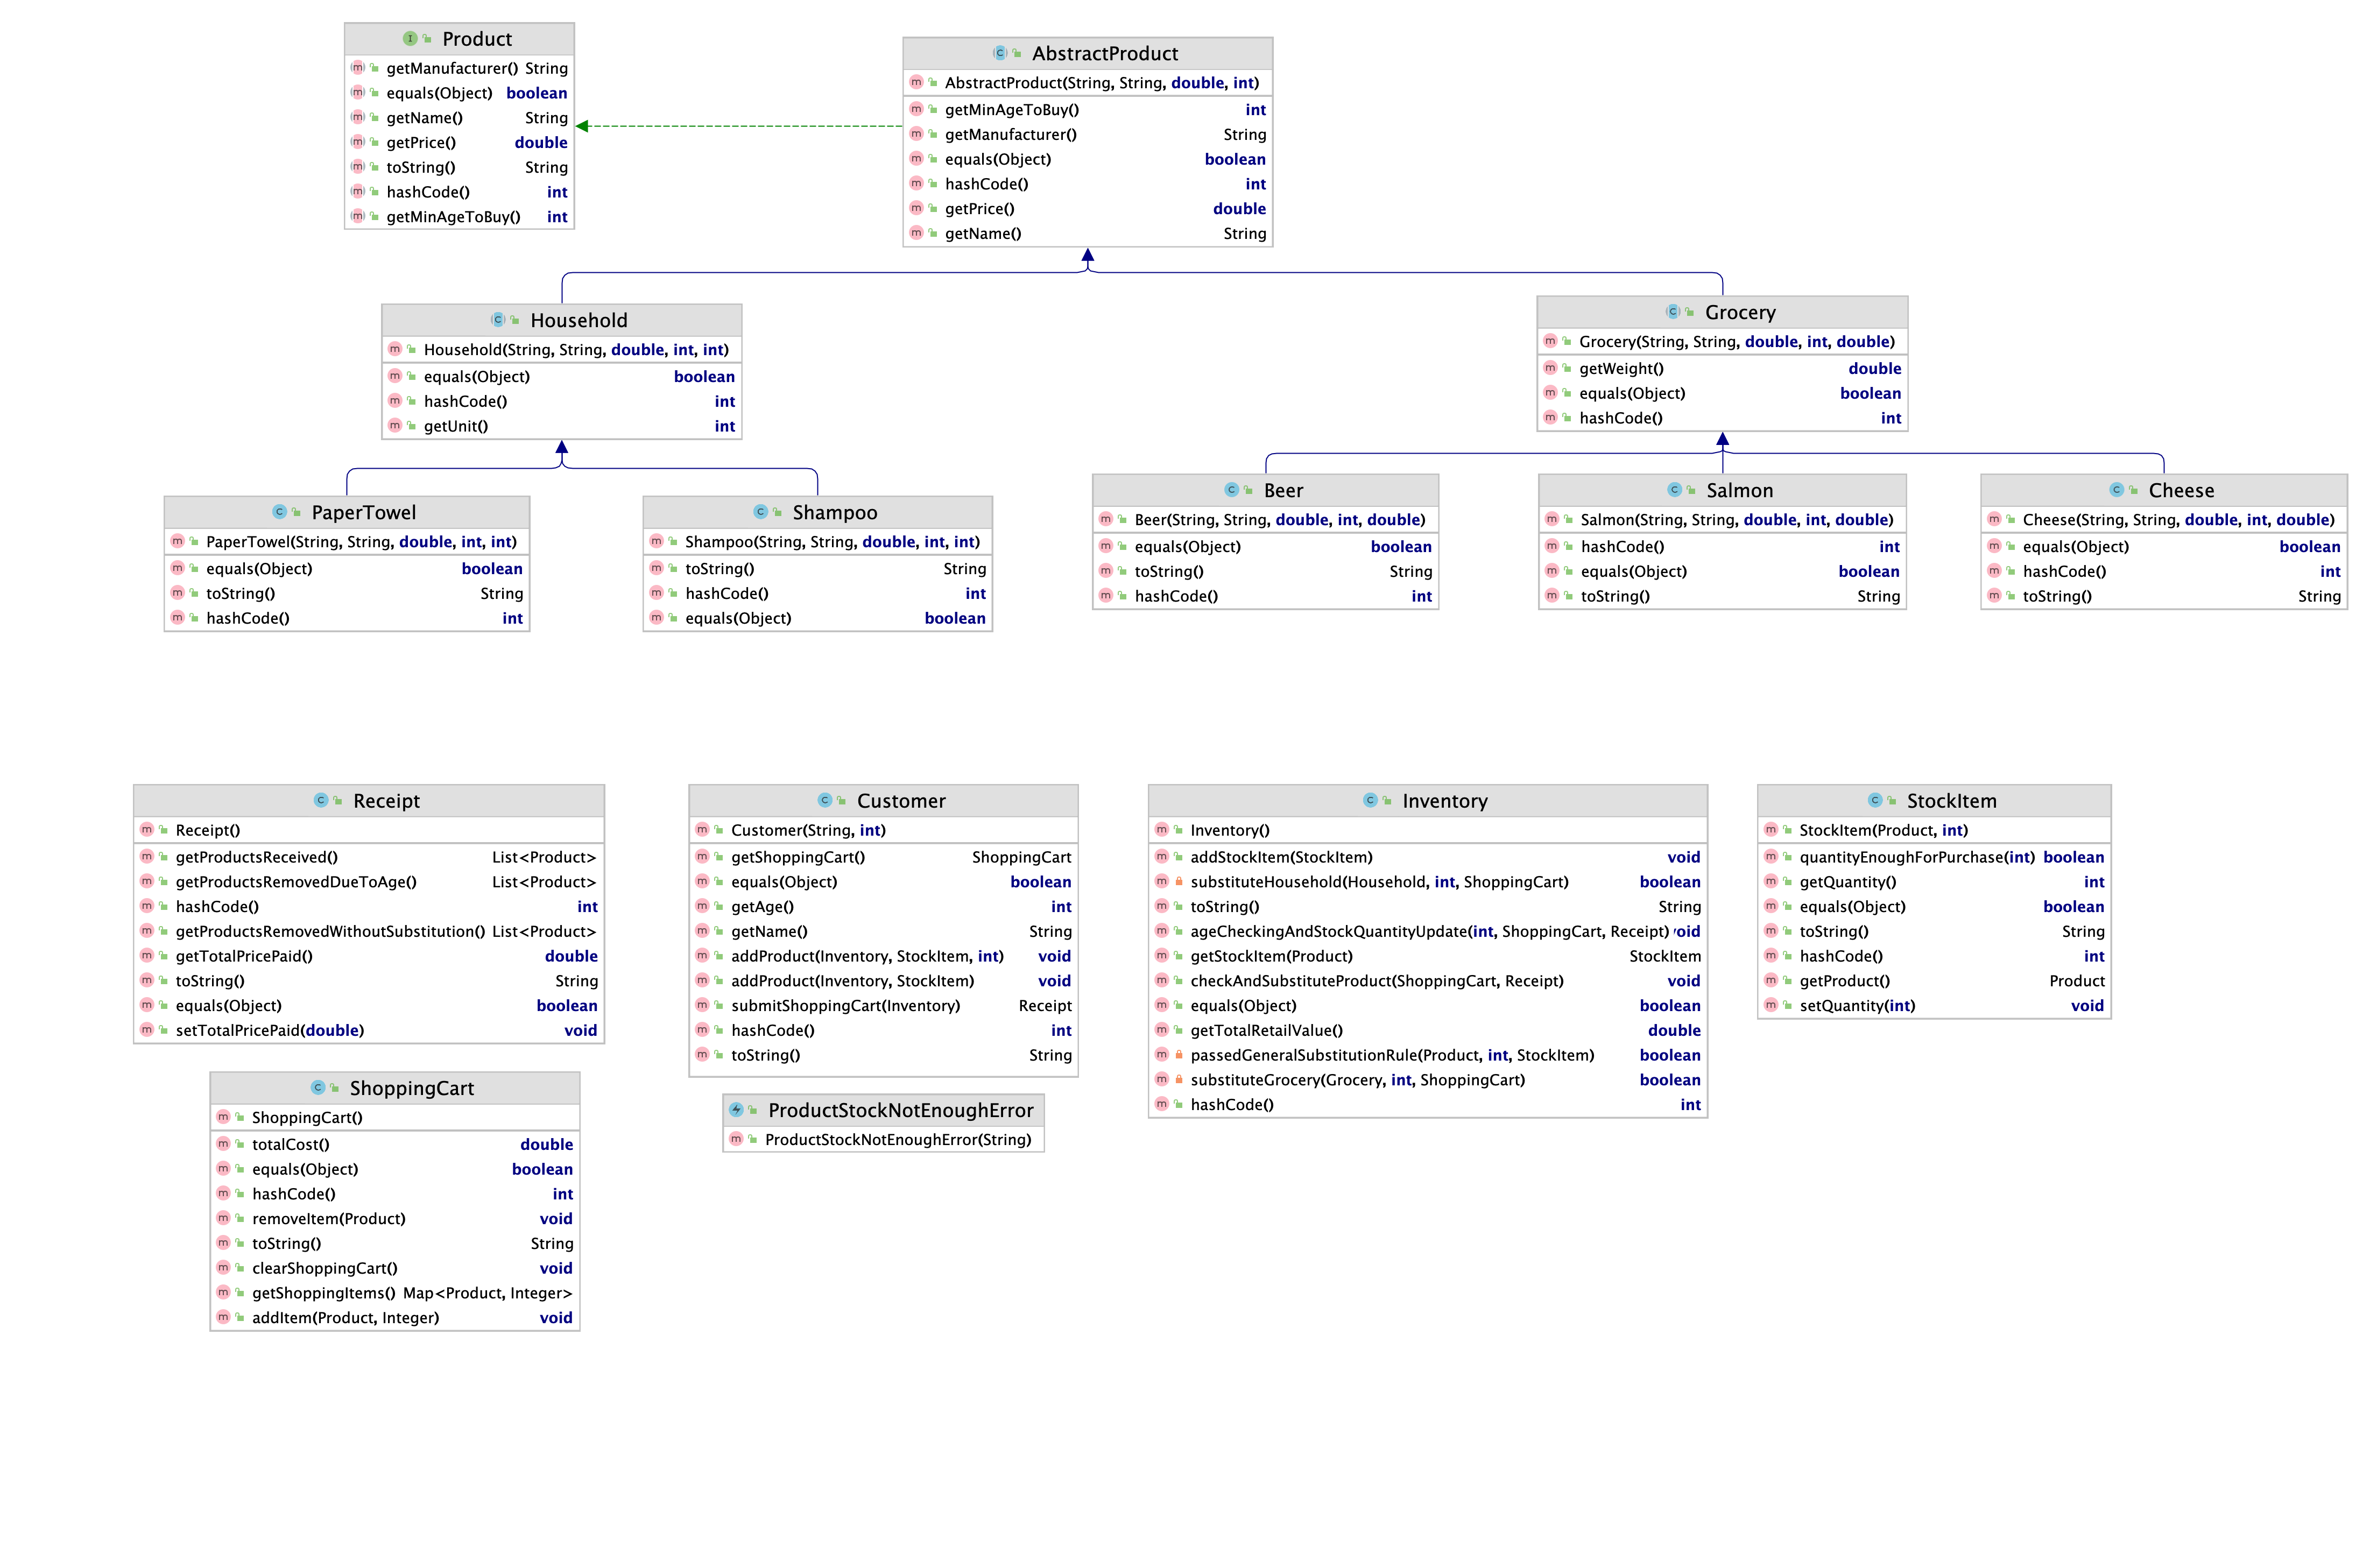 Product
getManufacturer() String
equals(Object) boolean
getName() String
getPrice() double
toString() String
hashCode() int
getMinAgeToBuy() int
AbstractProduct
AbstractProduct(String, String, double, int)
getMinAgeToBuy() int
getManufacturer() String
equals(Object) boolean
hashCode() int
getPrice() double
getName() String
Household
Household(String, String, double, int, int)
equals(Object) boolean
hashCode() int
getUnit() int
Grocery
Grocery(String, String, double, int, double)
getWeight() double
equals(Object) boolean
hashCode() int
PaperTowel
PaperTowel(String, String, double, int, int)
equals(Object) boolean
toString() String
hashCode() int
Shampoo
Shampoo(String, String, double, int, int)
toString() String
hashCode() int
equals(Object) boolean
Beer
Beer(String, String, double, int, double)
equals(Object) boolean
toString() String
hashCode() int
Salmon
Salmon(String, String, double, int, double)
hashCode() int
equals(Object) boolean
toString() String
Cheese
Cheese(String, String, double, int, double)
equals(Object) boolean
hashCode() int
toString() String
Receipt
Receipt()
getProductsReceived() List<Product>
getProductsRemovedDueToAge() List<Product>
hashCode() int
getProductsRemovedWithoutSubstitution() List<Product>
getTotalPricePaid() double
toString() String
equals(Object) boolean
setTotalPricePaid(double) void
Customer
Customer(String, int)
getShoppingCart() ShoppingCart
equals(Object) boolean
getAge() int
getName() String
addProduct(Inventory, StockItem, int) void
addProduct(Inventory, StockItem) void
submitShoppingCart(Inventory) Receipt
hashCode() int
toString() String
Inventory
Inventory()
addStockItem(StockItem) void
substituteHousehold(Household, int, ShoppingCart) boolean
toString() String
ageCheckingAndStockQuantityUpdate(int, ShoppingCart, Receipt) void
getStockItem(Product) StockItem
checkAndSubstituteProduct(ShoppingCart, Receipt) void
equals(Object) boolean
getTotalRetailValue() double
passedGeneralSubstitutionRule(Product, int, StockItem) boolean
substituteGrocery(Grocery, int, ShoppingCart) boolean
hashCode() int
StockItem
StockItem(Product, int)
quantityEnoughForPurchase(int) boolean
getQuantity() int
equals(Object) boolean
toString() String
hashCode() int
getProduct() Product
setQuantity(int) void
ShoppingCart
ShoppingCart()
totalCost() double
equals(Object) boolean
hashCode() int
removeItem(Product) void
toString() String
clearShoppingCart() void
getShoppingItems() Map<Product, Integer>
addItem(Product, Integer) void
ProductStockNotEnoughError
ProductStockNotEnoughError(String)